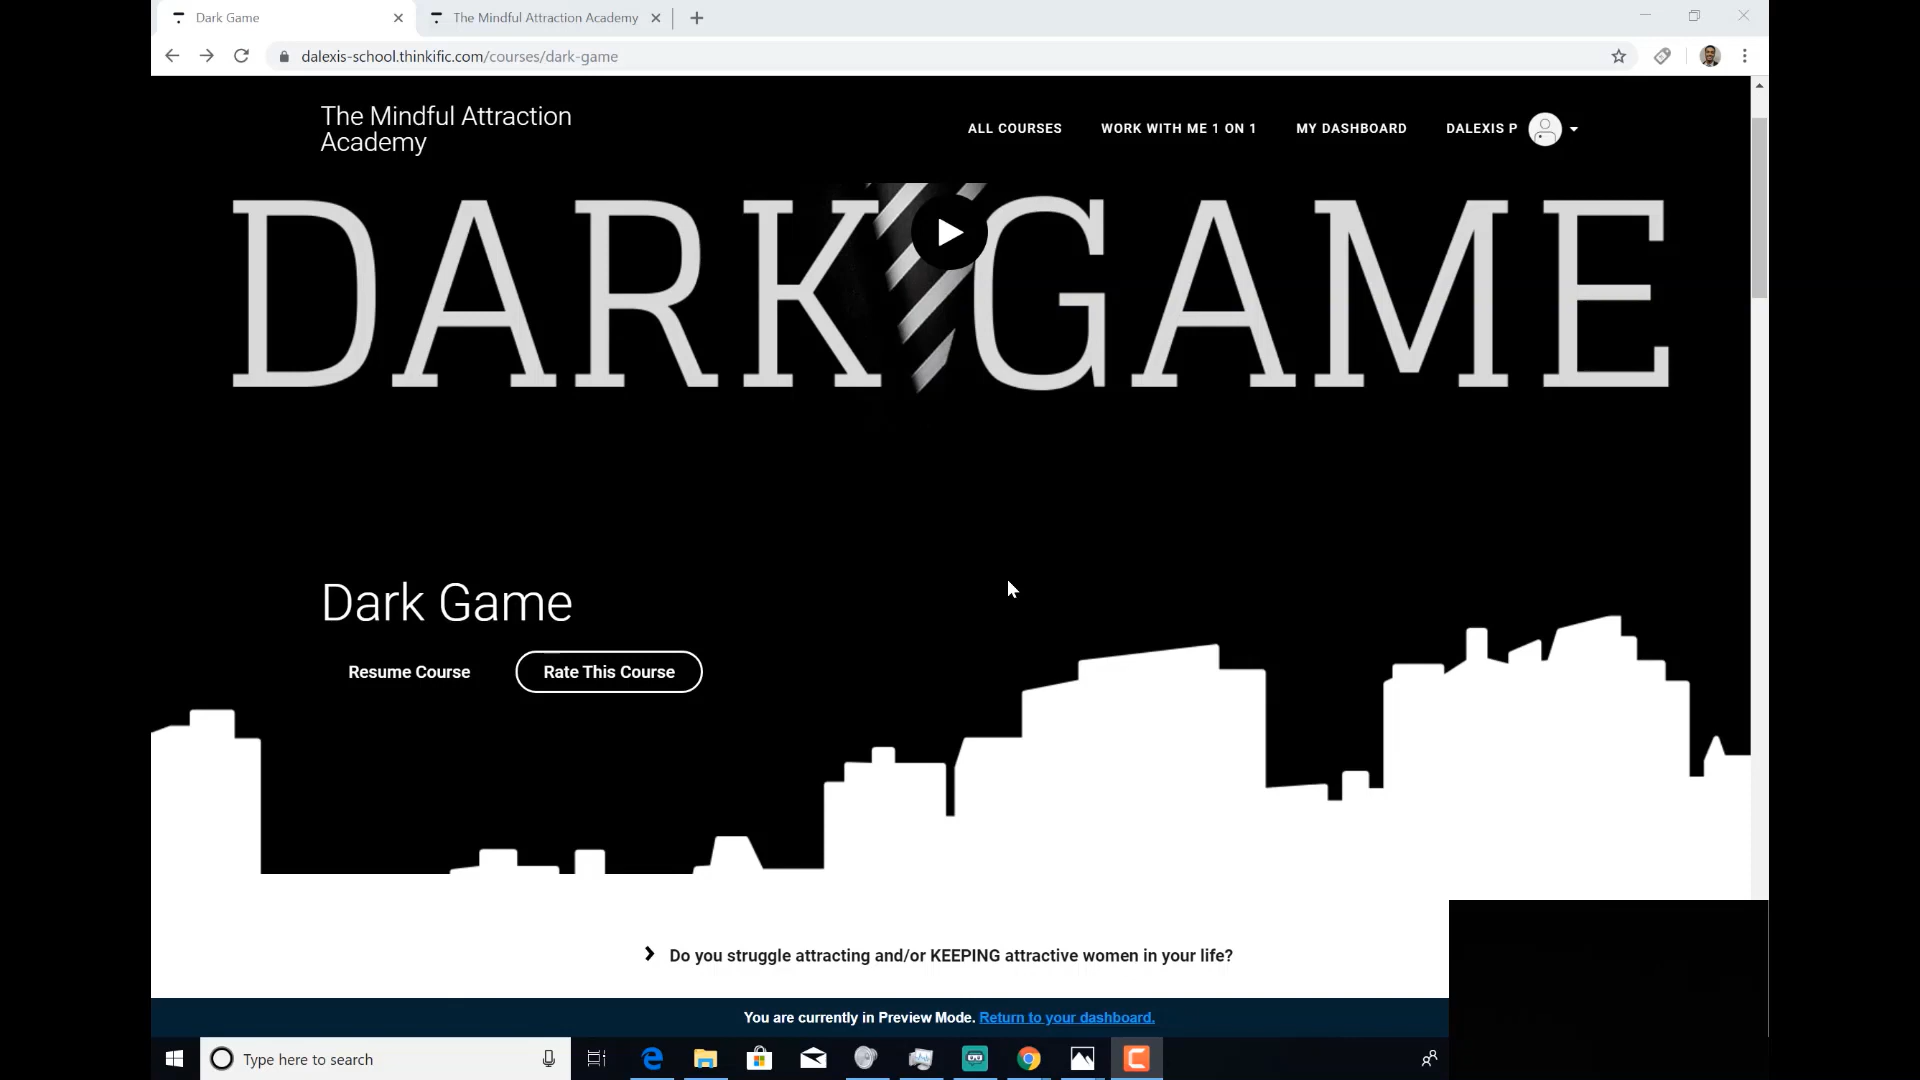 Dark Game
The Mindful Attraction Academy
dalexis-school.thinkific.com/courses/dark-game
The Mindful Attraction
Academy
ALL COURSES
WORK WITH ME 1 ON 1
MY DASHBOARD
DALEXIS P
DARK GAME
Dark Game
Resume Course
Rate This Course
Do you struggle attracting and/or KEEPING attractive women in your life?
You are currently in Preview Mode. Return to your dashboard.
Type here to search